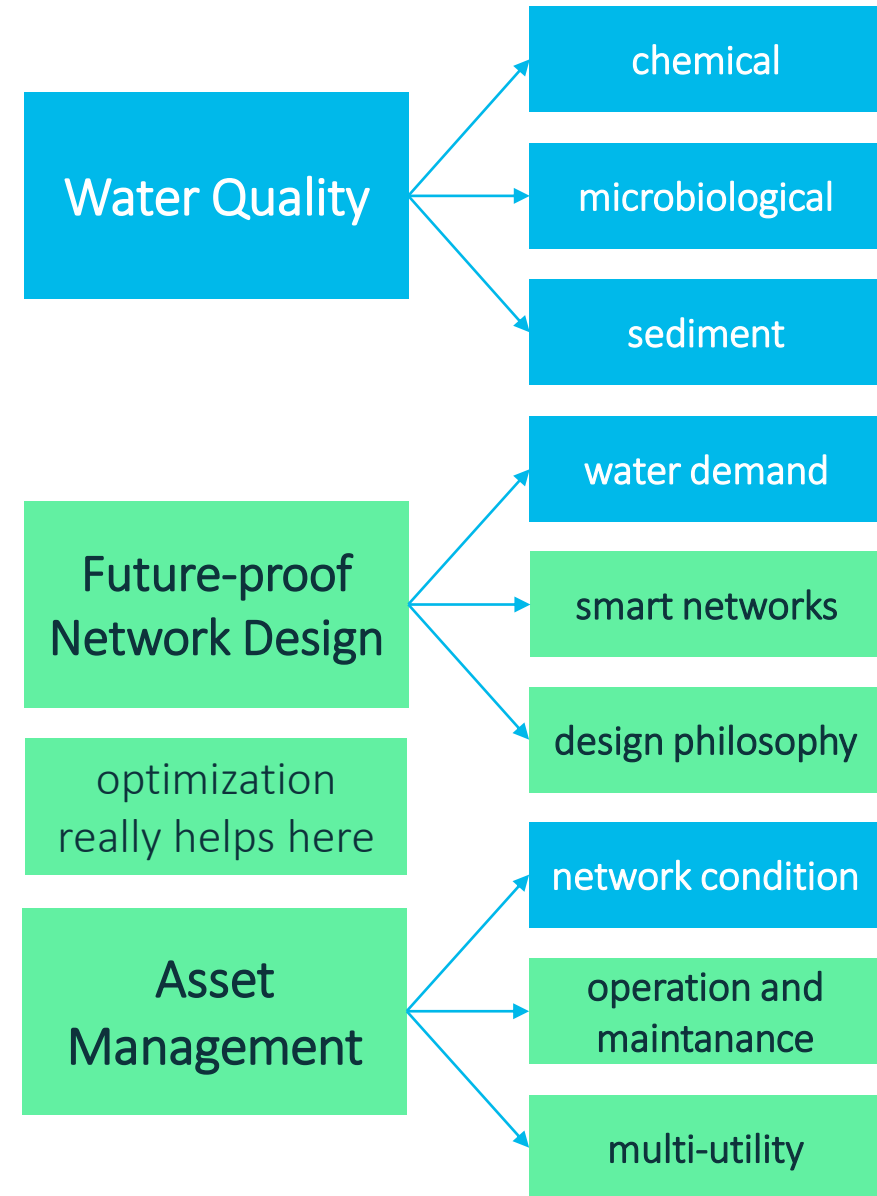 Water Quality
chemical
microbiological
sediment
Future-proof
Network Design
water demand
smart networks
design philosophy
optimization
really helps here
Asset
Management
network condition
operation and
maintanance
multi-utility